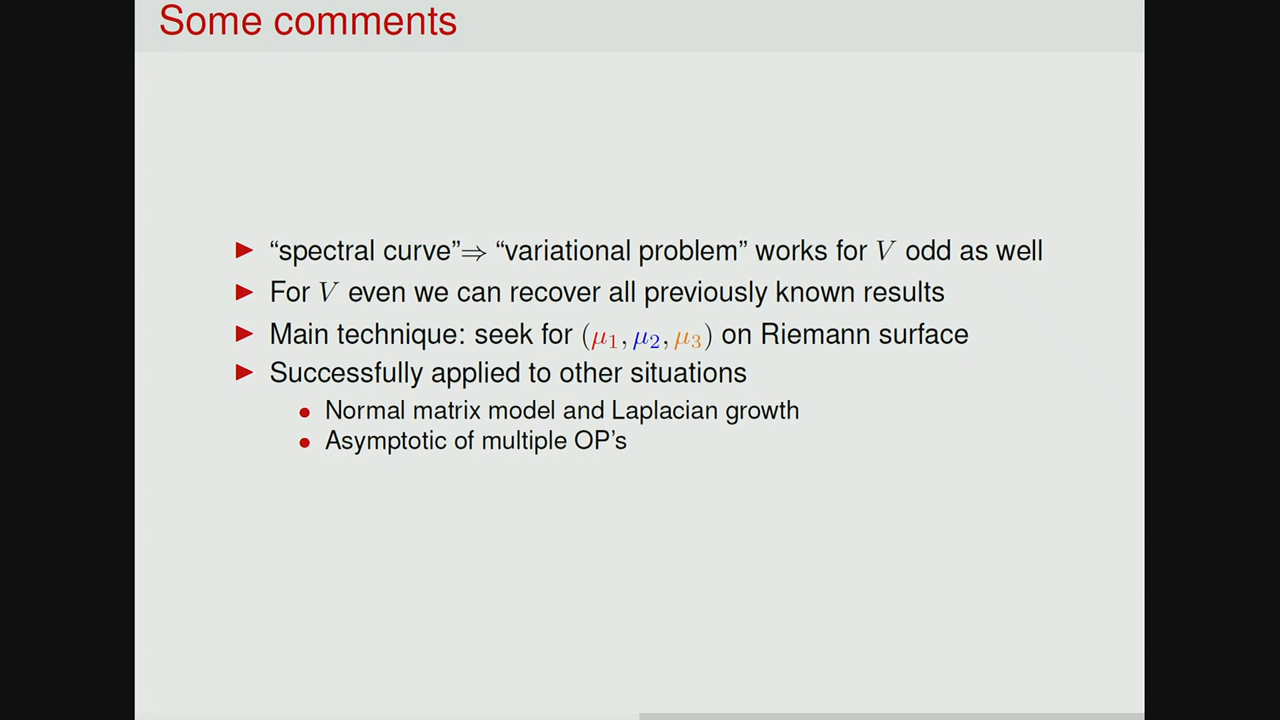 Some comments
“spectral curve”⇒ “variational problem” works for V odd as well
For V even we can recover all previously known results
Main technique: seek for (μ₁, μ₂, μ₃) on Riemann surface
Successfully applied to other situations
Normal matrix model and Laplacian growth
Asymptotic of multiple OP’s